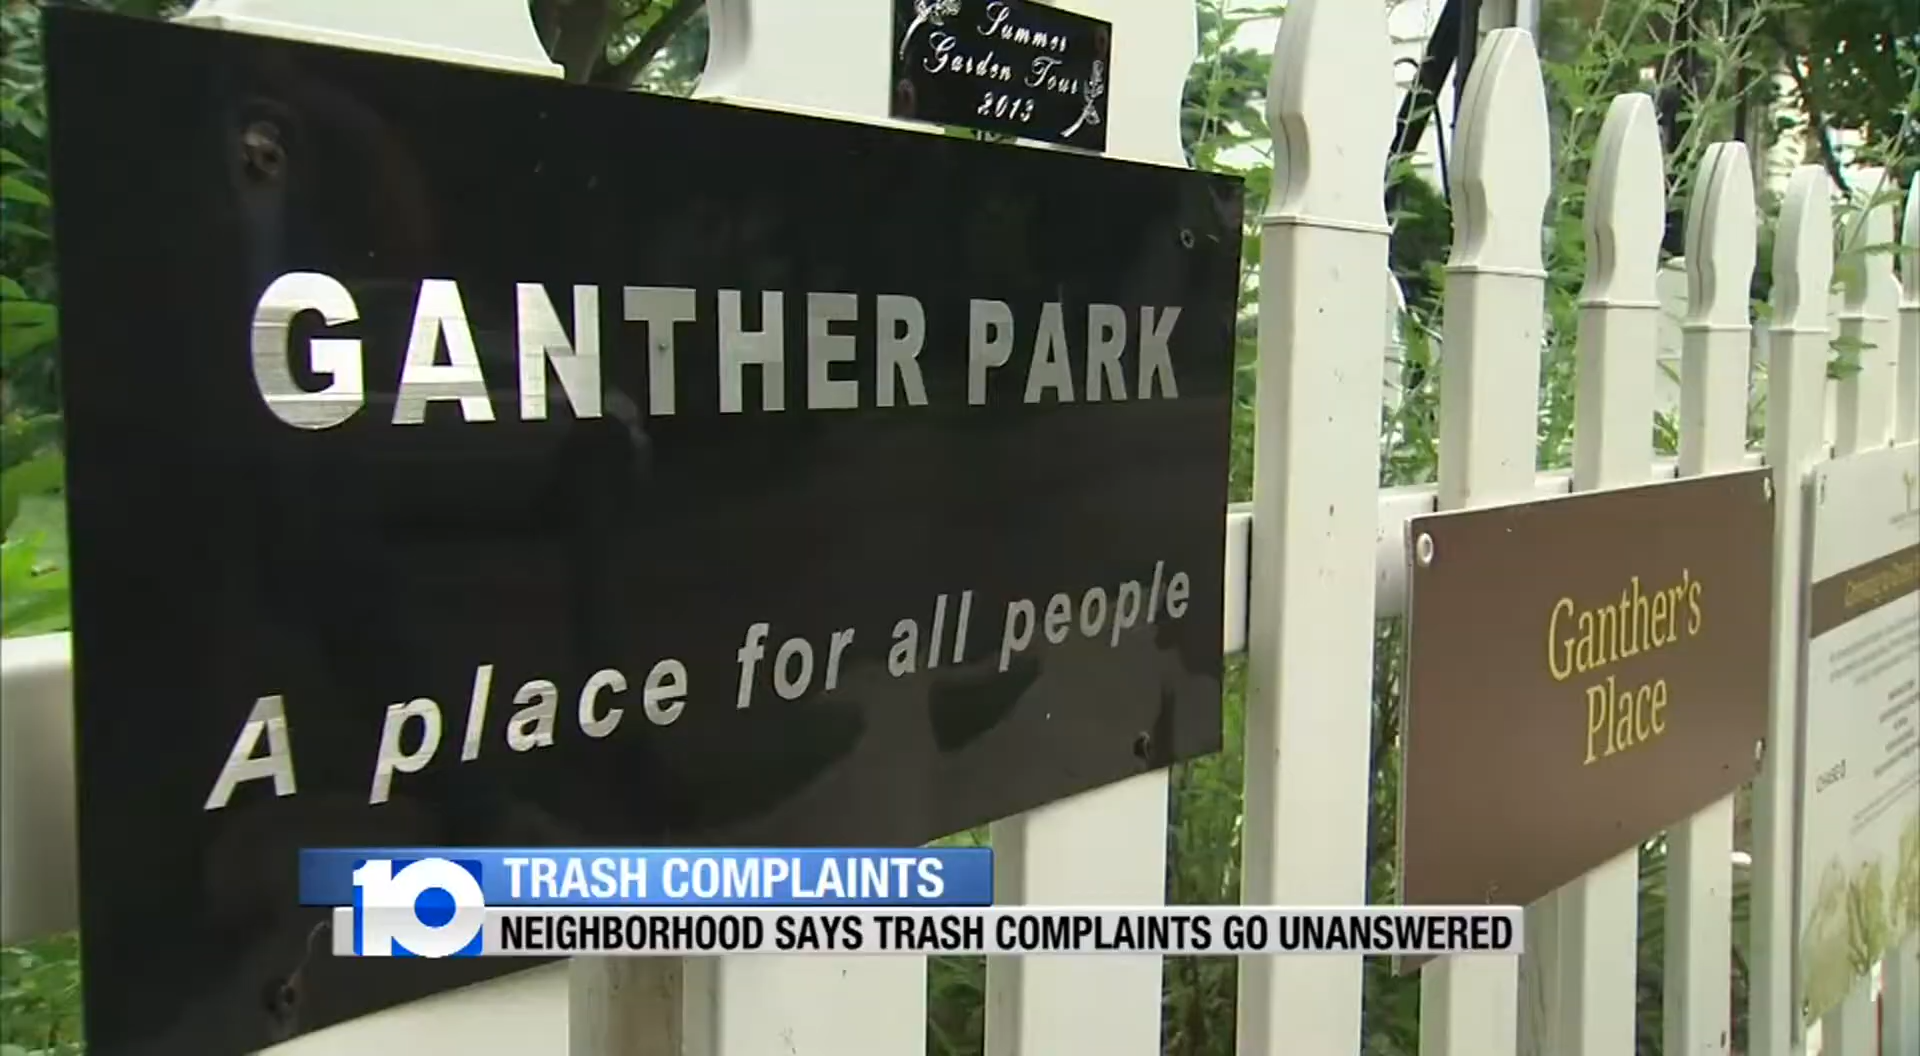 Summer
Garden Tour
2013
GANTHER PARK
A place for all people
Ganther's
Place
10
TRASH COMPLAINTS
NEIGHBORHOOD SAYS TRASH COMPLAINTS GO UNANSWERED